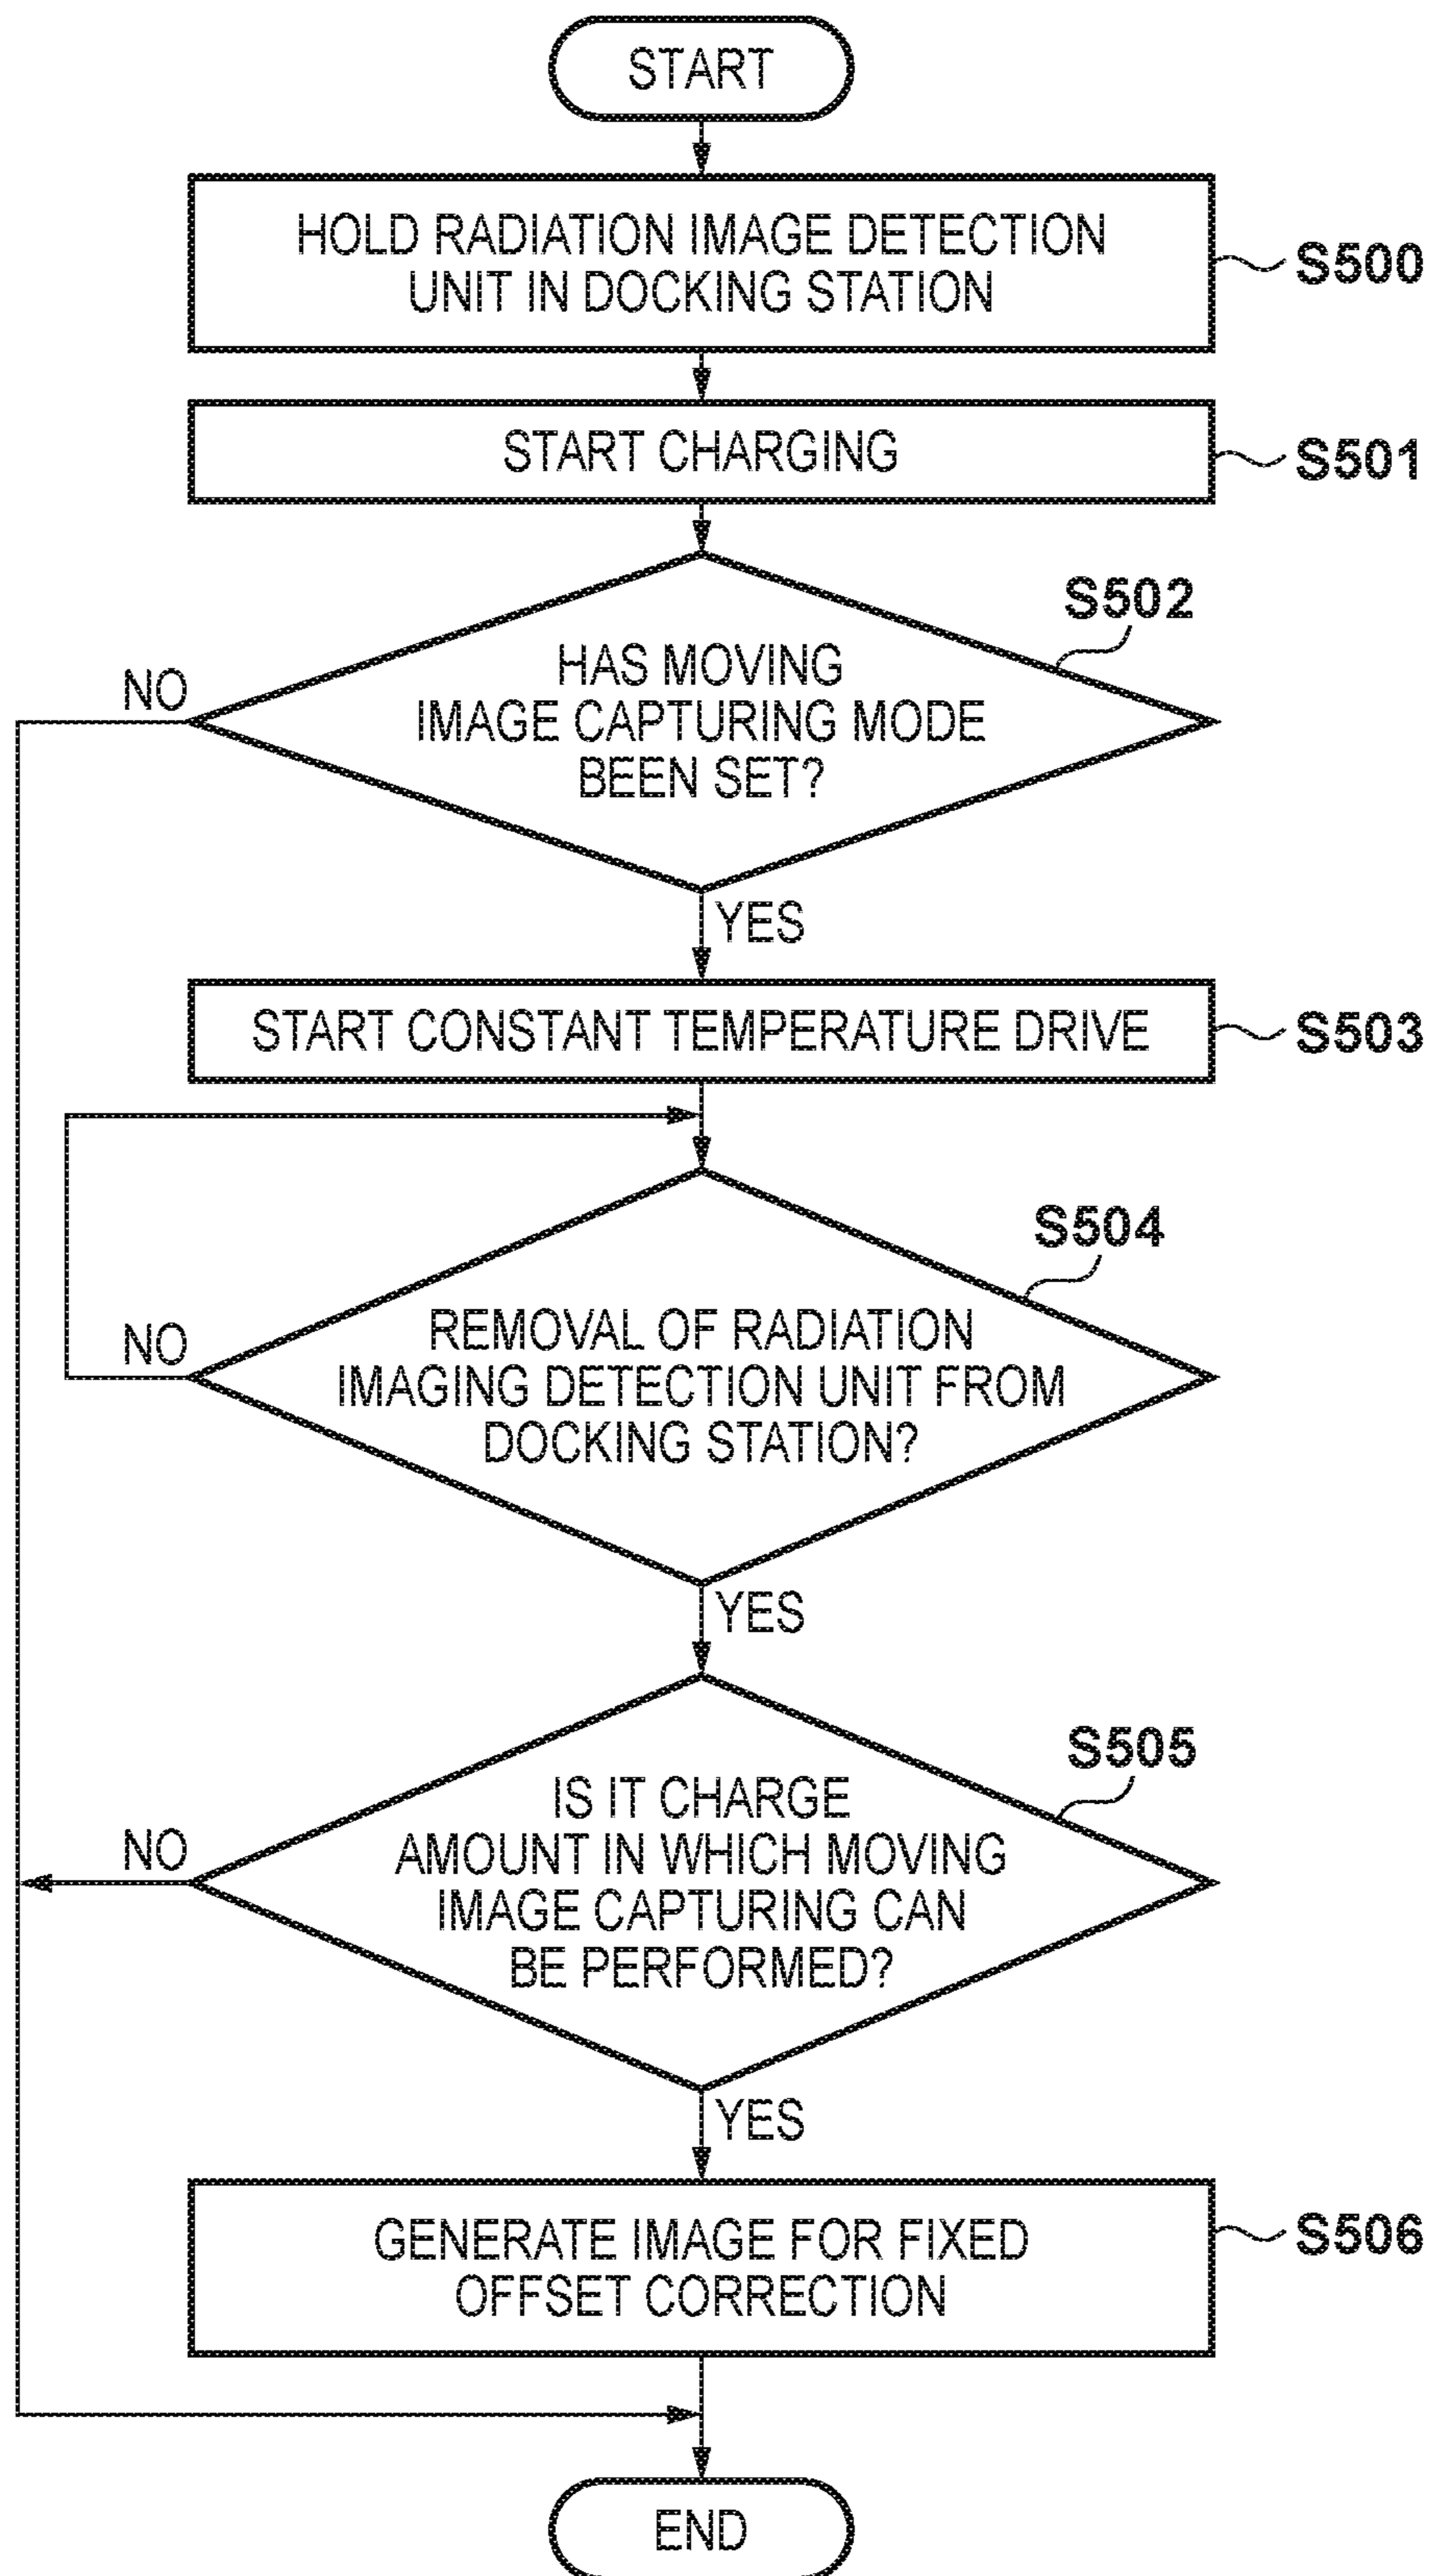 START
HOLD RADIATION IMAGE DETECTION
UNIT IN DOCKING STATION
S500
START CHARGING
S501
S502
HAS MOVING
IMAGE CAPTURING MODE
BEEN SET?
NO
YES
START CONSTANT TEMPERATURE DRIVE
S503
S504
REMOVAL OF RADIATION
IMAGING DETECTION UNIT FROM
DOCKING STATION?
NO
YES
S505
IS IT CHARGE
AMOUNT IN WHICH MOVING
IMAGE CAPTURING CAN
BE PERFORMED?
NO
YES
GENERATE IMAGE FOR FIXED
OFFSET CORRECTION
S506
END